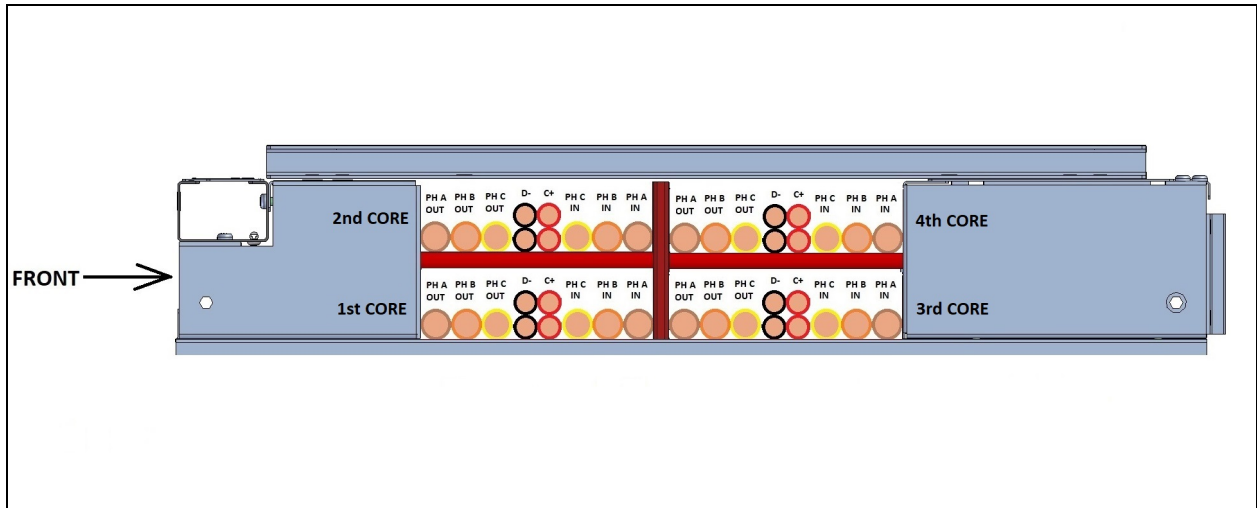 2nd CORE
PH A PH B PH C D- C+ PH C PH B PH A
OUT OUT OUT IN IN IN
PH A PH B PH C D- C+ PH C PH B PH A
OUT OUT OUT IN IN IN
4th CORE
FRONT
1st CORE
PH A PH B PH C D- C+ PH C PH B PH A
OUT OUT OUT IN IN IN
PH A PH B PH C D- C+ PH C PH B PH A
OUT OUT OUT IN IN IN
3rd CORE